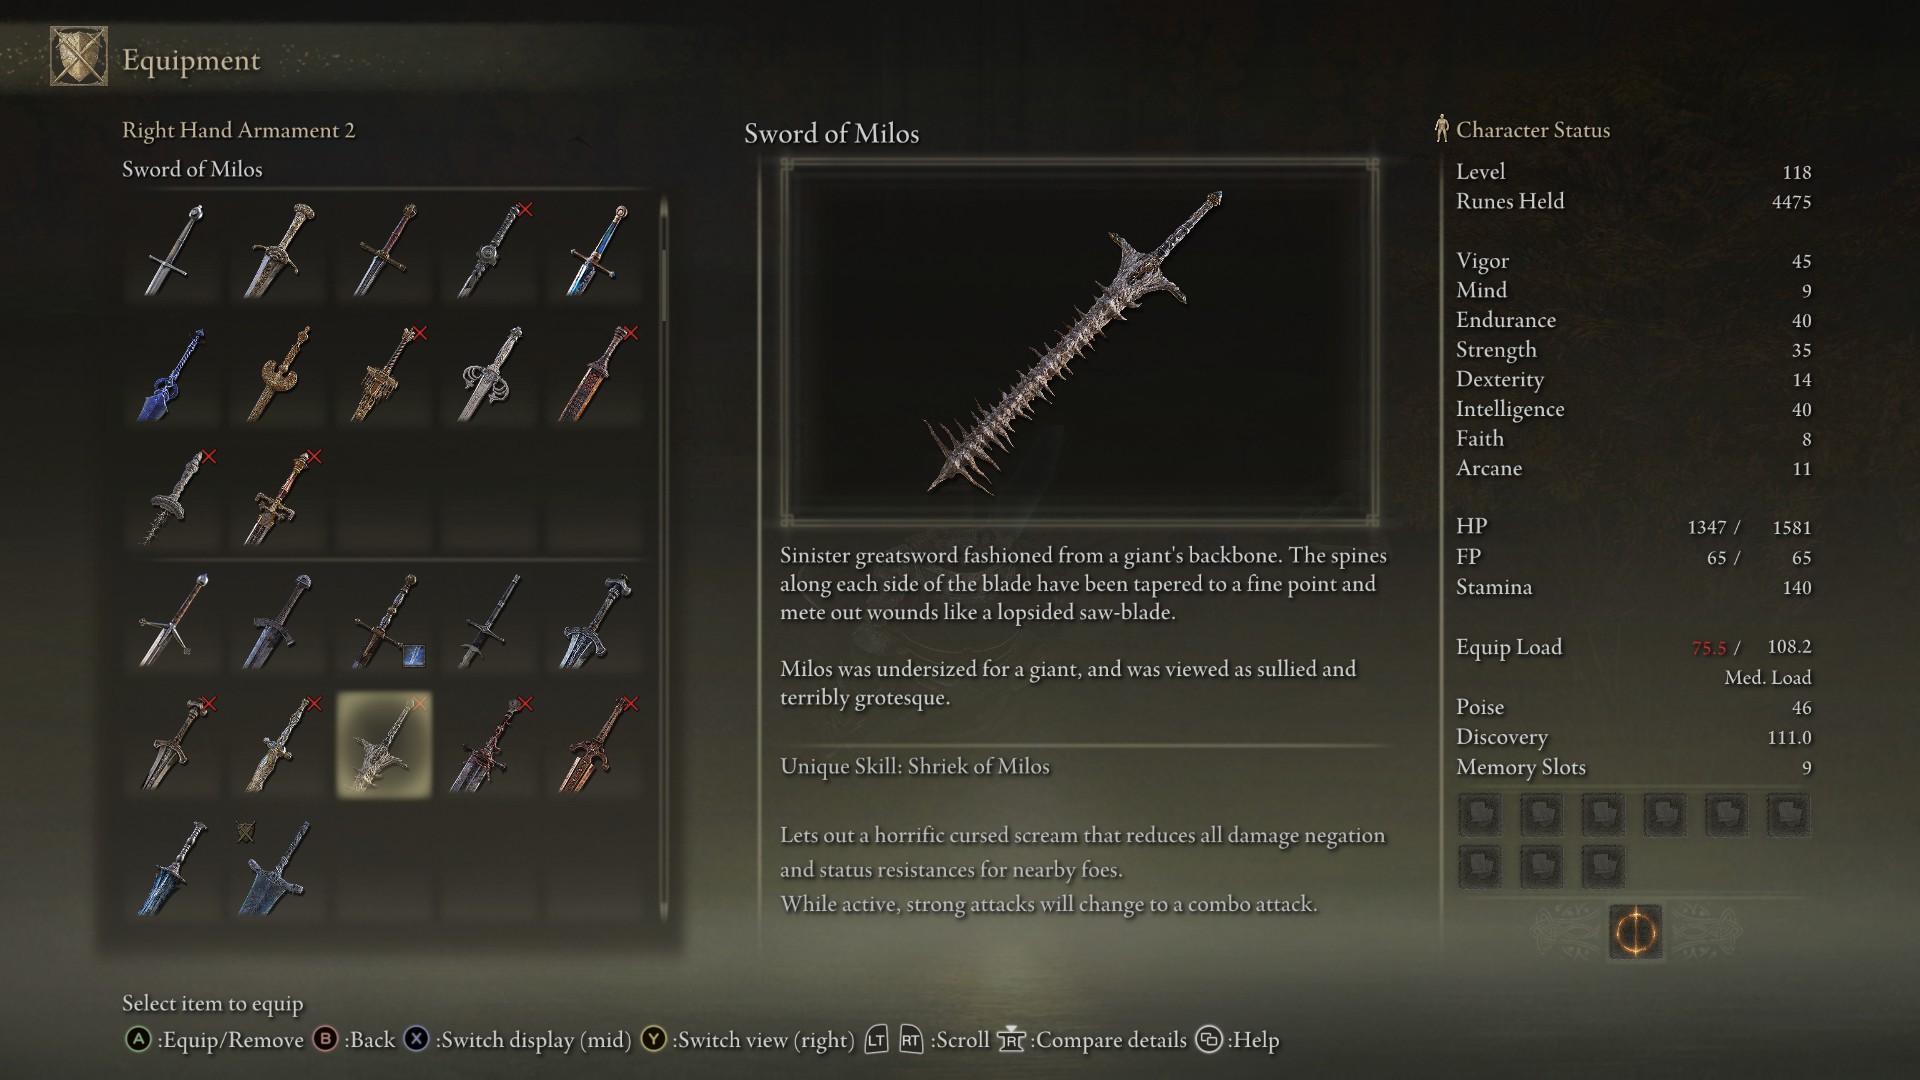 Equipment
Right Hand Armament 2
Sword of Milos
Sword of Milos
Sinister greatsword fashioned from a giant's backbone. The spines
along each side of the blade have been tapered to a fine point and
mete out wounds like a lopsided saw-blade.
Milos was undersized for a giant, and was viewed as sullied and
terribly grotesque.
Unique Skill: Shriek of Milos
Lets out a horrific cursed scream that reduces all damage negation
and status resistances for nearby foes.
While active, strong attacks will change to a combo attack.
Character Status
Level 118
Runes Held 4475
Vigor 45
Mind 9
Endurance 40
Strength 35
Dexterity 14
Intelligence 40
Faith 8
Arcane 11
HP 1347 / 1581
FP 65 / 65
Stamina 140
Equip Load 75.5 / 108.2
Med. Load
Poise 46
Discovery 111.0
Memory Slots 9
Select item to equip
A :Equip/Remove B :Back X :Switch display (mid) Y :Switch view (right) LT RT :Scroll R :Compare details :Help